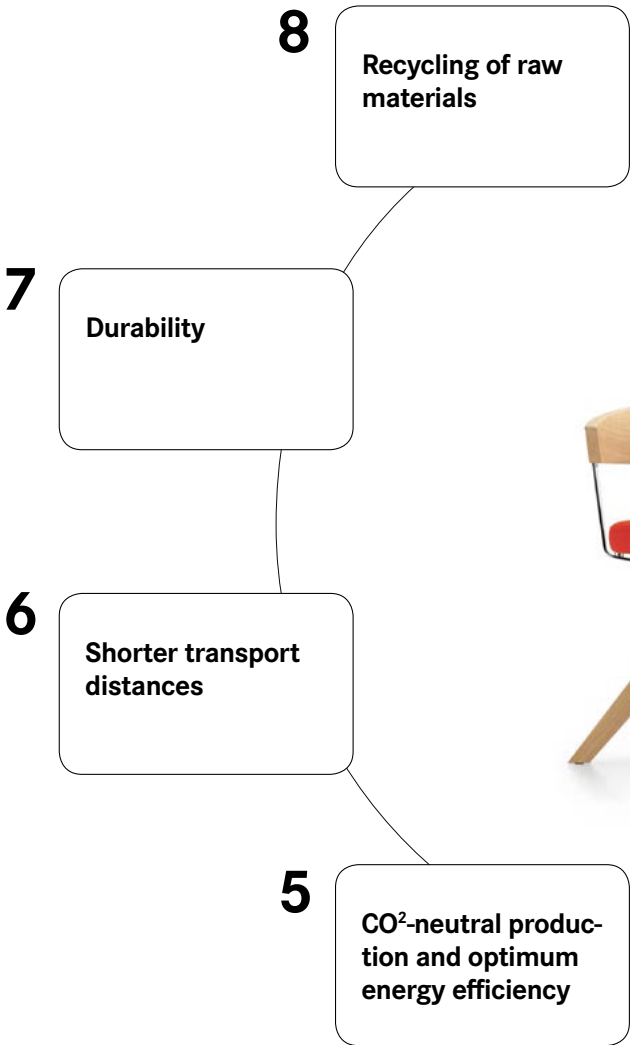 8
Recycling of raw
materials
7
Durability
6
Shorter transport
distances
5
CO²-neutral produc-
tion and optimum
energy efficiency